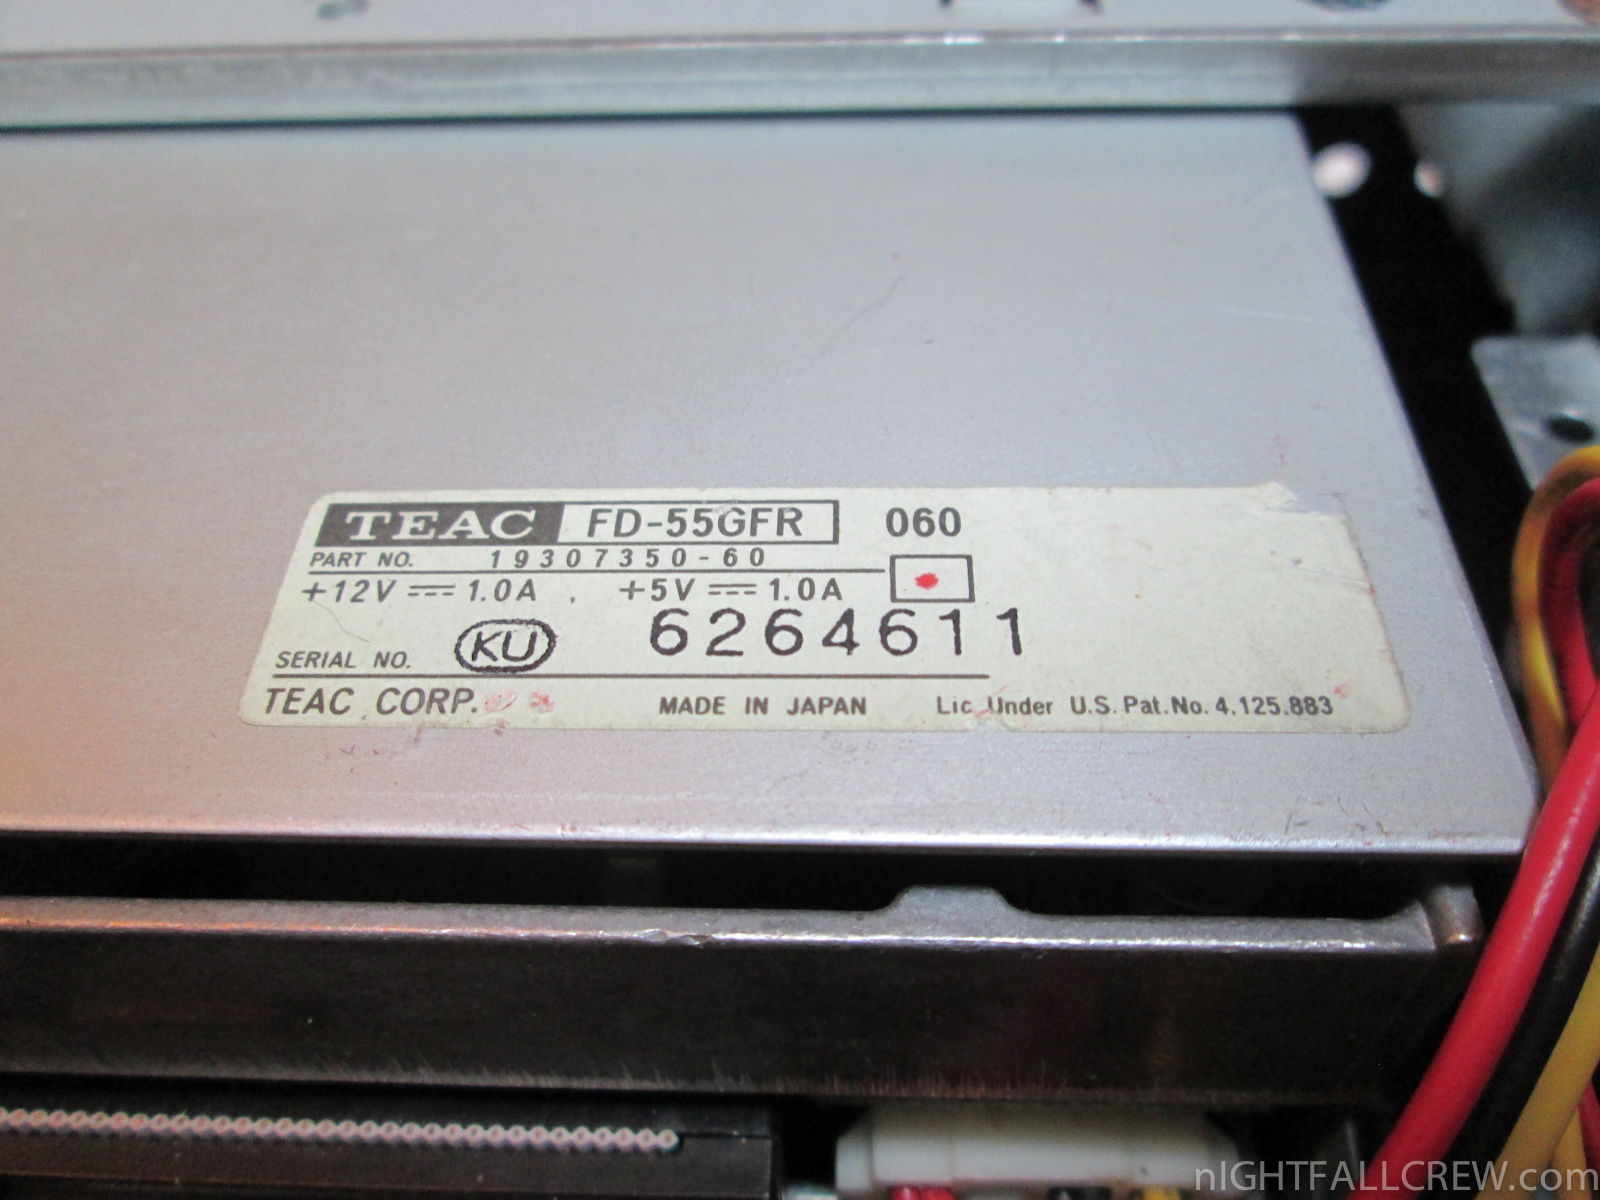 TEAC FD-55GFR 060
PART NO. 19307350-60
+12V ⎓ 1.0A , +5V ⎓ 1.0A
SERIAL NO. KU 6264611
TEAC CORP. MADE IN JAPAN Lic Under U.S. Pat. No. 4.125.883
nIGHTFALLCREW.com